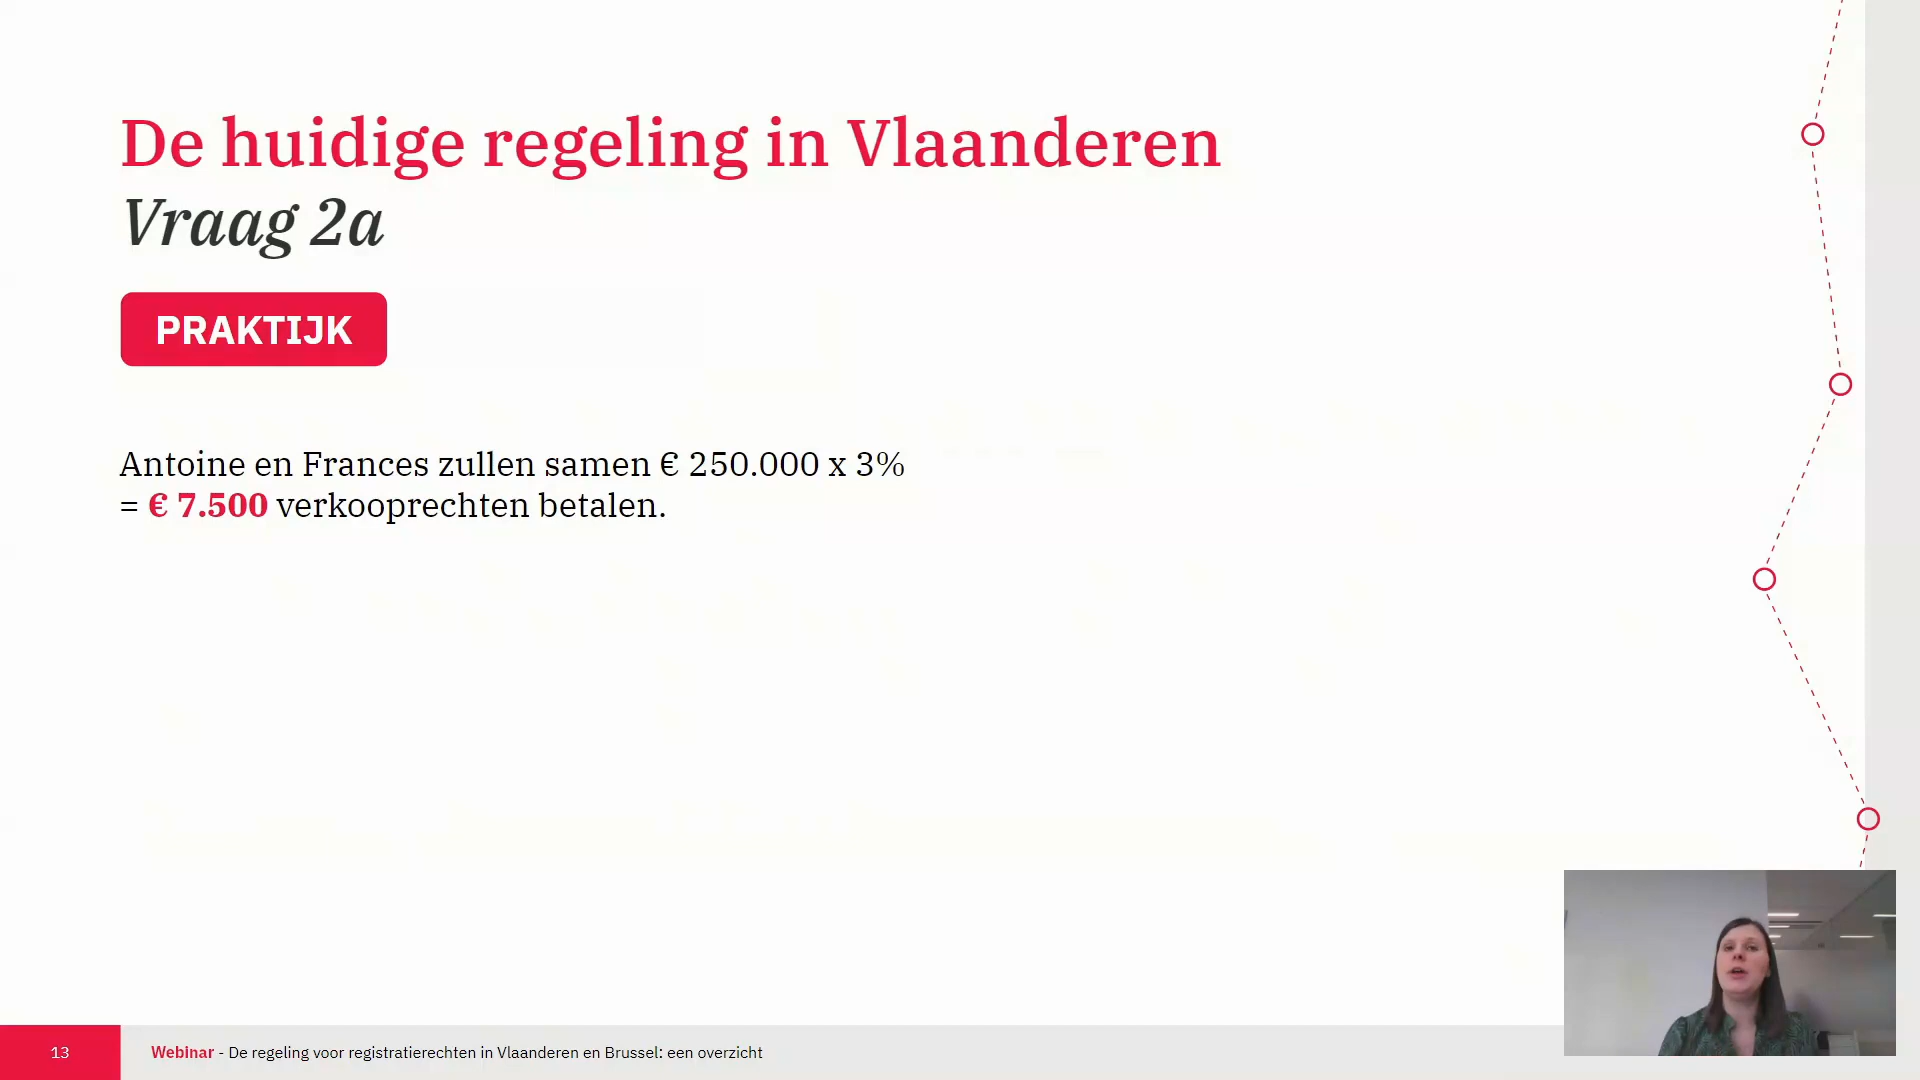 De huidige regeling in Vlaanderen
Vraag 2a
PRAKTIJK
Antoine en Frances zullen samen € 250.000 x 3%
= € 7.500 verkooprechten betalen.
13
Webinar - De regeling voor registratierechten in Vlaanderen en Brussel: een overzicht